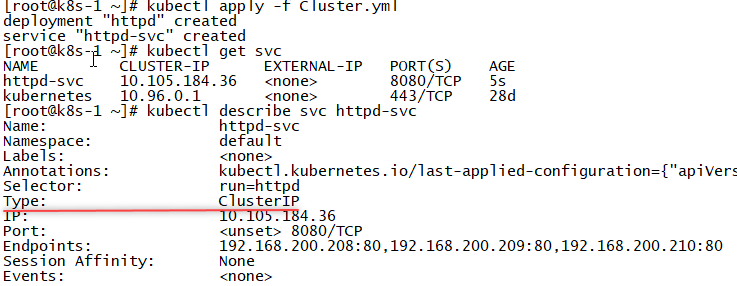 [root@k8s-1 ~]# kubectl apply -f Cluster.yml
deployment "httpd" created
service "httpd-svc" created
[root@k8s-1 ~]# kubectl get svc
NAME CLUSTER-IP EXTERNAL-IP PORT(S) AGE
httpd-svc 10.105.184.36 <none> 8080/TCP 5s
kubernetes 10.96.0.1 <none> 443/TCP 28d
[root@k8s-1 ~]# kubectl describe svc httpd-svc
Name: httpd-svc
Namespace: default
Labels: <none>
Annotations: kubectl.kubernetes.io/last-applied-configuration={"apiVers
Selector: run=httpd
Type: ClusterIP
IP: 10.105.184.36
Port: <unset> 8080/TCP
Endpoints: 192.168.200.208:80,192.168.200.209:80,192.168.200.210:80
Session Affinity: None
Events: <none>